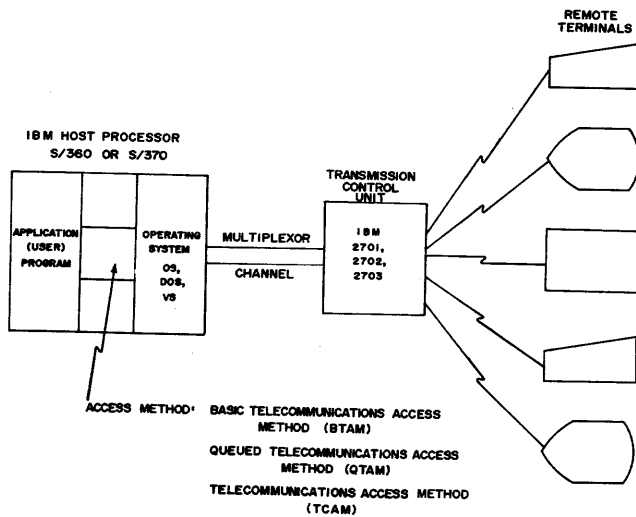 REMOTE
TERMINALS
IBM HOST PROCESSOR
S/360 OR S/370
TRANSMISSION
CONTROL
UNIT
APPLICATION
(USER)
PROGRAM
OPERATING
SYSTEM
OS,
DOS,
VS
MULTIPLEXOR
CHANNEL
IBM
2701,
2702,
2703
ACCESS METHOD: BASIC TELECOMMUNICATIONS ACCESS
METHOD (BTAM)
QUEUED TELECOMMUNICATIONS ACCESS
METHOD (QTAM)
TELECOMMUNICATIONS ACCESS METHOD
(TCAM)